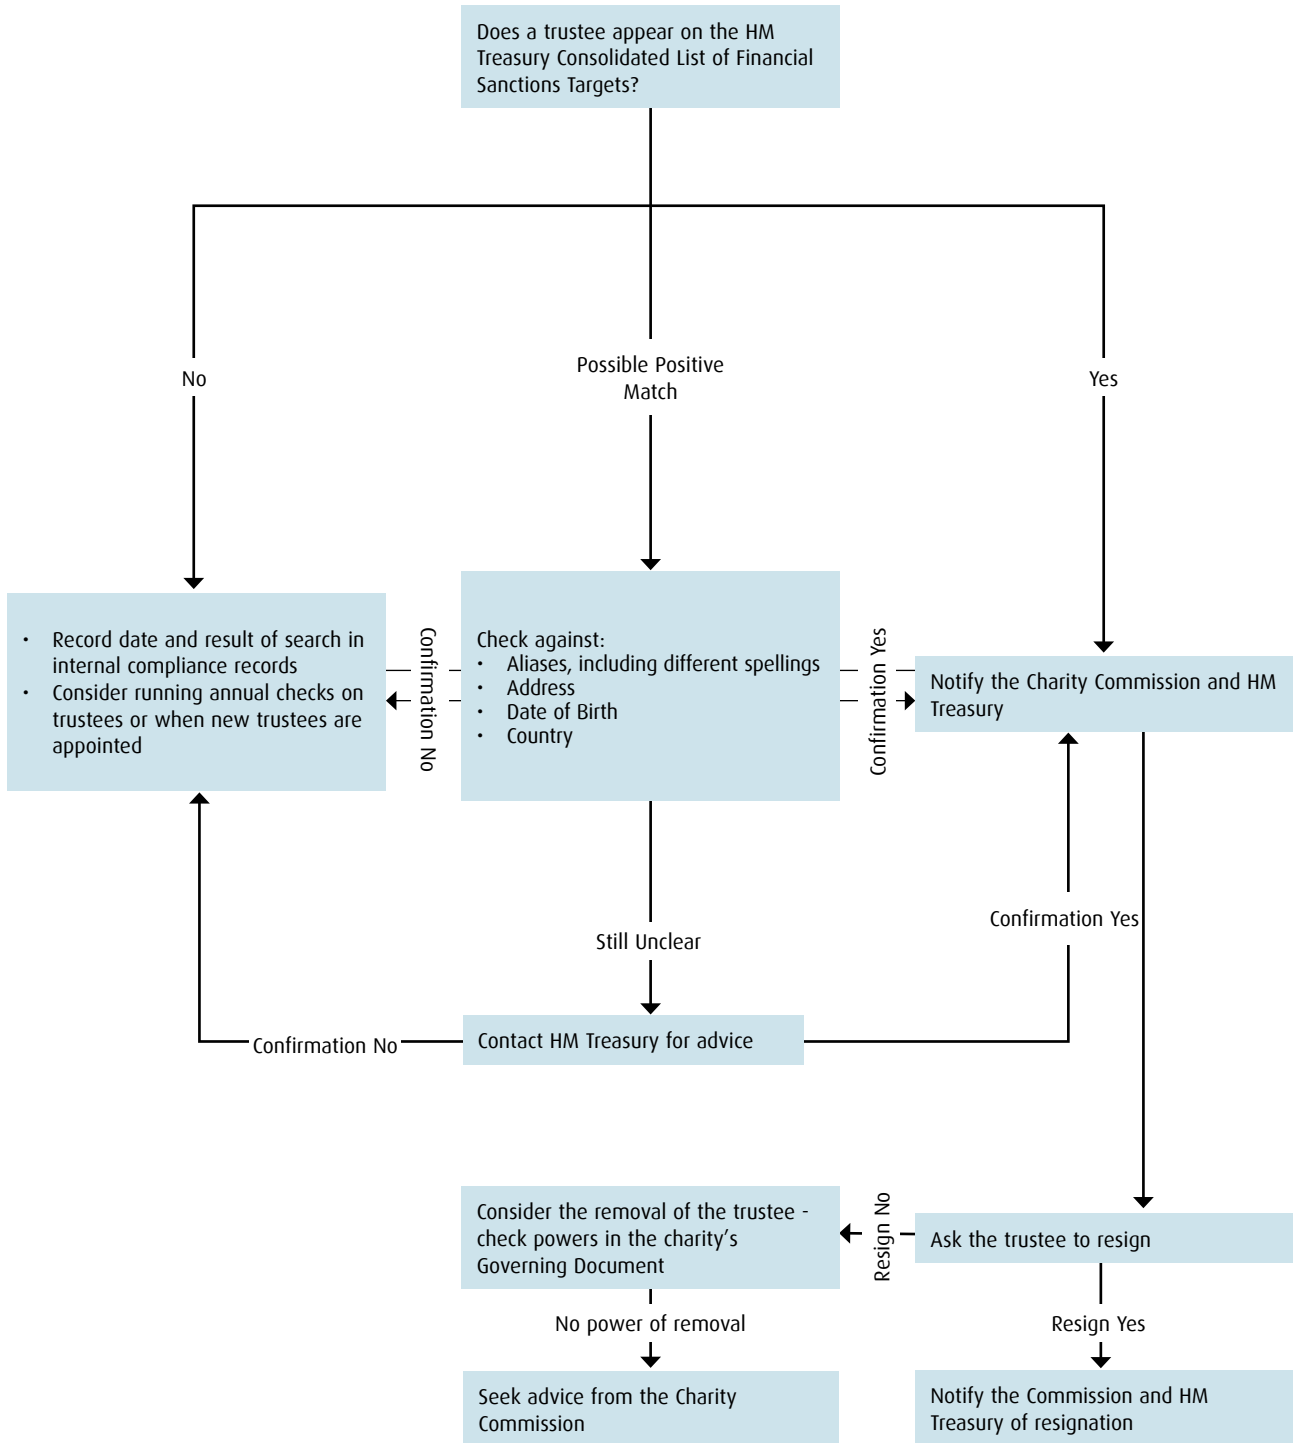 Does a trustee appear on the HM
Treasury Consolidated List of Financial
Sanctions Targets?
No
Possible Positive
Match
Yes
• Record date and result of search in
internal compliance records
• Consider running annual checks on
trustees or when new trustees are
appointed
Confirmation No
Check against:
• Aliases, including different spellings
• Address
• Date of Birth
• Country
Confirmation Yes
Notify the Charity Commission and HM
Treasury
Confirmation Yes
Still Unclear
Confirmation No
Contact HM Treasury for advice
Consider the removal of the trustee -
check powers in the charity’s
Governing Document
Resign No
Ask the trustee to resign
No power of removal
Resign Yes
Seek advice from the Charity
Commission
Notify the Commission and HM
Treasury of resignation